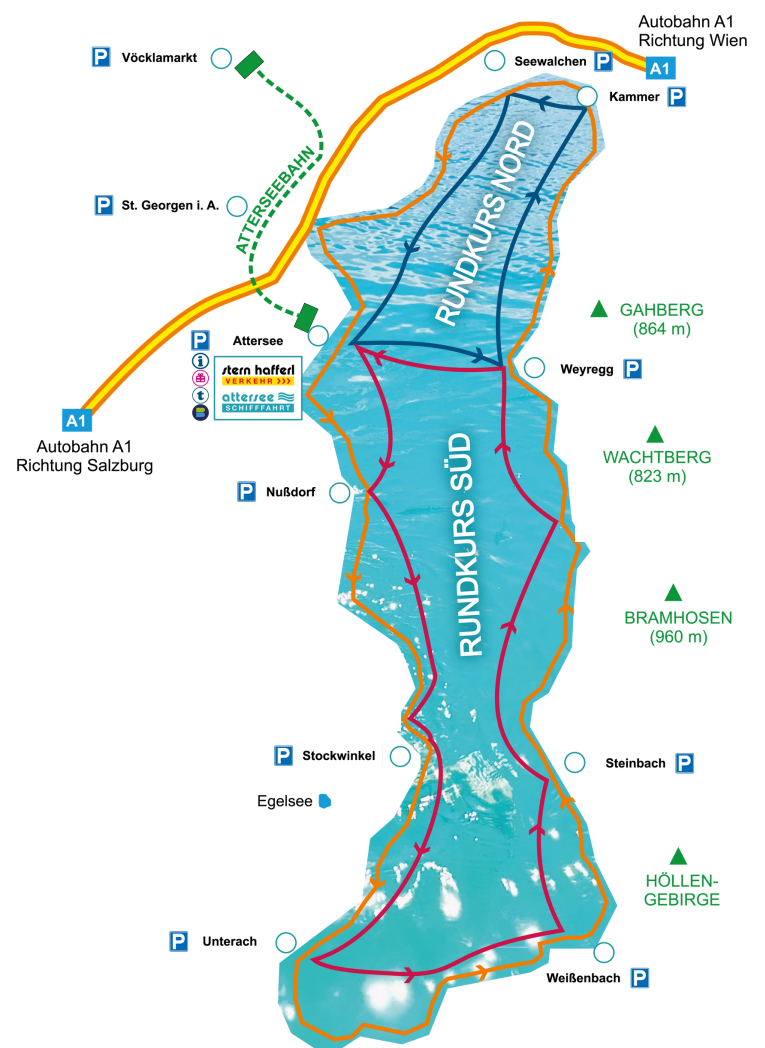 Autobahn A1
Richtung Wien
A1
P Vöcklamarkt
Seewalchen P
Kammer P
RUNDKURS NORD
ATTERSEEBAHN
P St. Georgen i. A.
GAHBERG
(864 m)
P Attersee
i
stern hafferl
VERKEHR >>>
t
attersee
SCHIFFFAHRT
Weyregg P
A1
Autobahn A1
Richtung Salzburg
WACHTBERG
(823 m)
RUNDKURS SÜD
P Nußdorf
BRAMHOSEN
(960 m)
P Stockwinkel
Steinbach P
Egelsee
HÖLLEN-
GEBIRGE
P Unterach
Weißenbach P